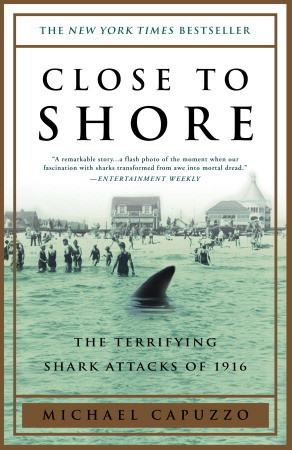 THE NEW YORK TIMES BESTSELLER
CLOSE TO
SHORE
"A remarkable story...a flash photo of the moment when our
fascination with sharks transformed from awe into mortal dread."
—ENTERTAINMENT WEEKLY
THE TERRIFYING
SHARK ATTACKS OF 1916
MICHAEL CAPUZZO